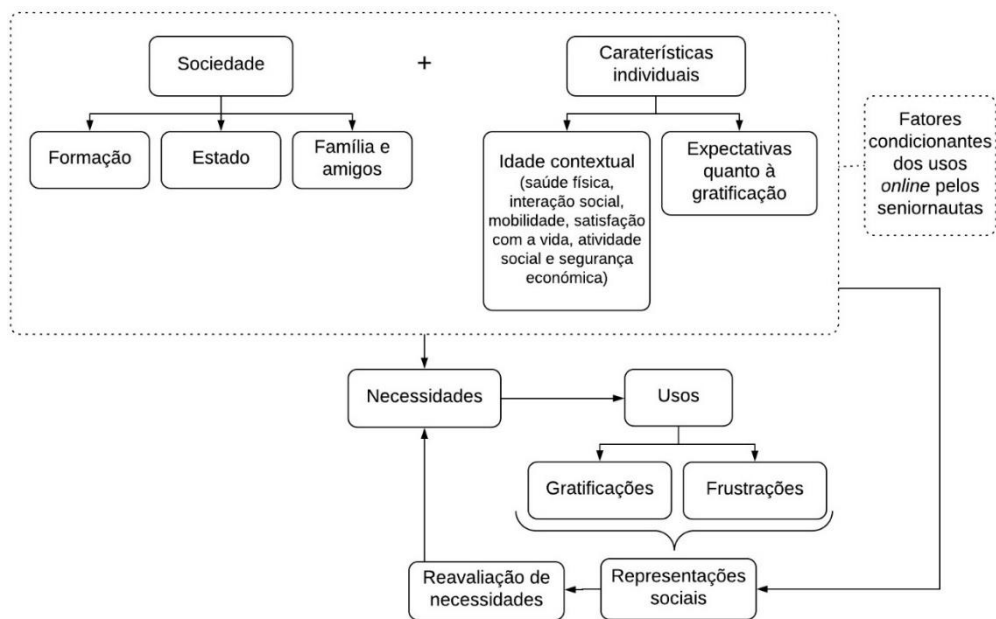 Sociedade
+
Caraterísticas
individuais
Formação
Estado
Família e
amigos
Idade contextual
(saúde física,
interação social,
mobilidade, satisfação
com a vida, atividade
social e segurança
económica)
Expectativas
quanto à
gratificação
Fatores
condicionantes
dos usos
online pelos
seniornautas
Necessidades
Usos
Gratificações
Frustrações
Reavaliação de
necessidades
Representações
sociais